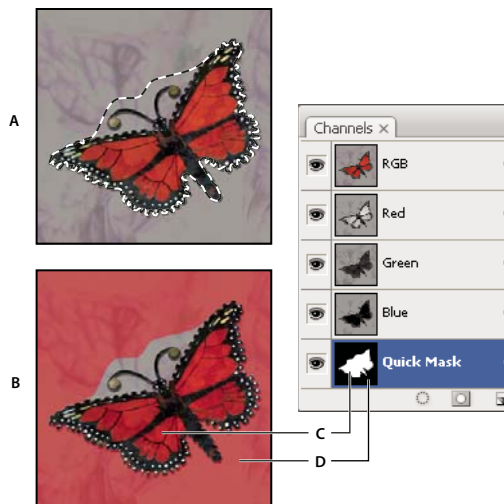 A
Channels ×
RGB
Red
Green
Blue
B
Quick Mask
C
D